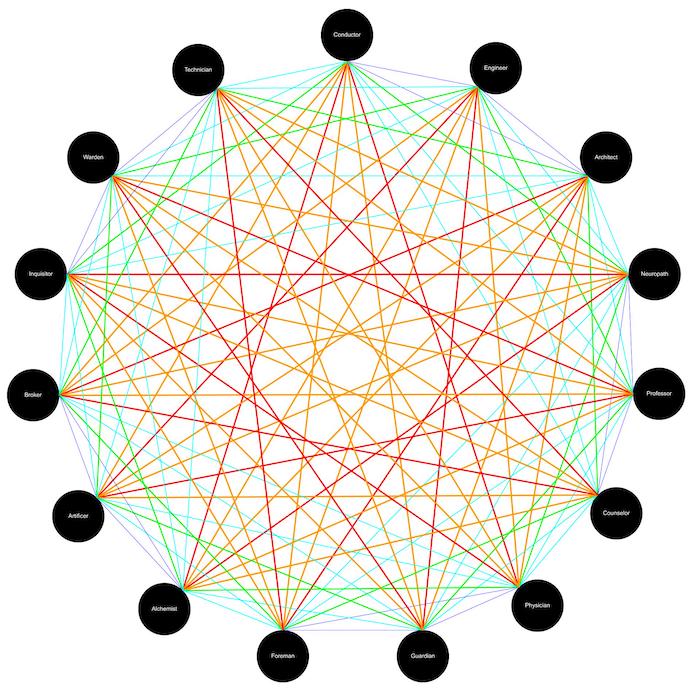 Conductor
Technician
Engineer
Warden
Architect
Inquisitor
Neuropath
Broker
Professor
Artificer
Counselor
Alchemist
Physician
Foreman
Guardian